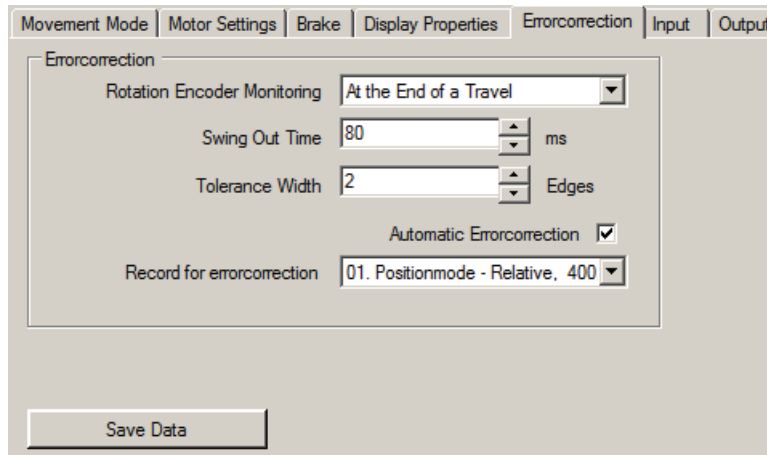 Movement Mode Motor Settings Brake Display Properties Errorcorrection Input Output
Errorcorrection
Rotation Encoder Monitoring At the End of a Travel
Swing Out Time 80 ms
Tolerance Width 2 Edges
Automatic Errorcorrection
Record for errorcorrection 01. Positionmode - Relative, 400
Save Data